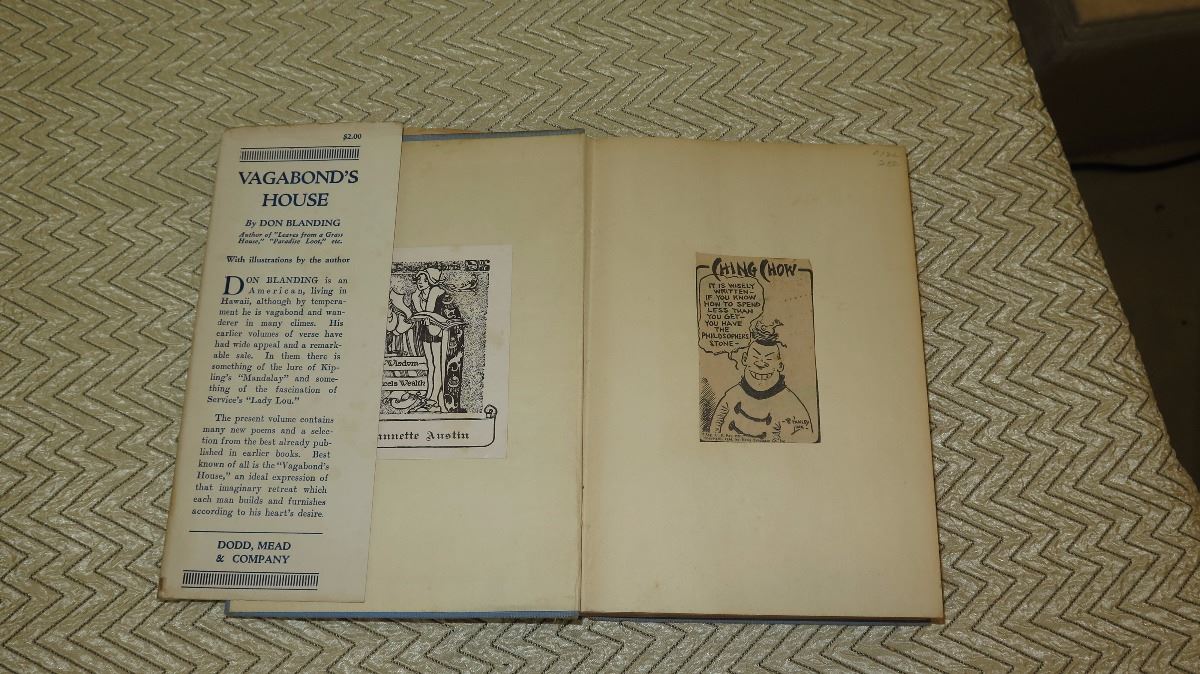 $2.00
VAGABOND'S
HOUSE
By DON BLANDING
Author of "Leaves from a Grass
House," "Paradise Loot," etc.
With illustrations by the author
DON BLANDING is an
American, living in
Hawaii, although by tempera-
ment he is vagabond and wan-
derer in many climes. His
earlier volumes of verse have
had wide appeal and a remark-
able sale. In them there is
something of the lure of Kip-
ling's "Mandalay" and some-
thing of the fascination of
Service's "Lady Lou."
The present volume contains
many new poems and a selec-
tion from the best already pub-
lished in earlier books. Best
known of all is the "Vagabond's
House," an ideal expression of
that imaginary retreat which
each man builds and furnishes
according to his heart's desire.
DODD, MEAD
& COMPANY
Wisdom—
cels Wealth
annette Austin
CHING CHOW
IT IS WISELY
WRITTEN—
IF YOU KNOW
HOW TO SPEND
LESS THAN
YOU GET—
YOU HAVE
THE
PHILOSOPHERS
STONE—